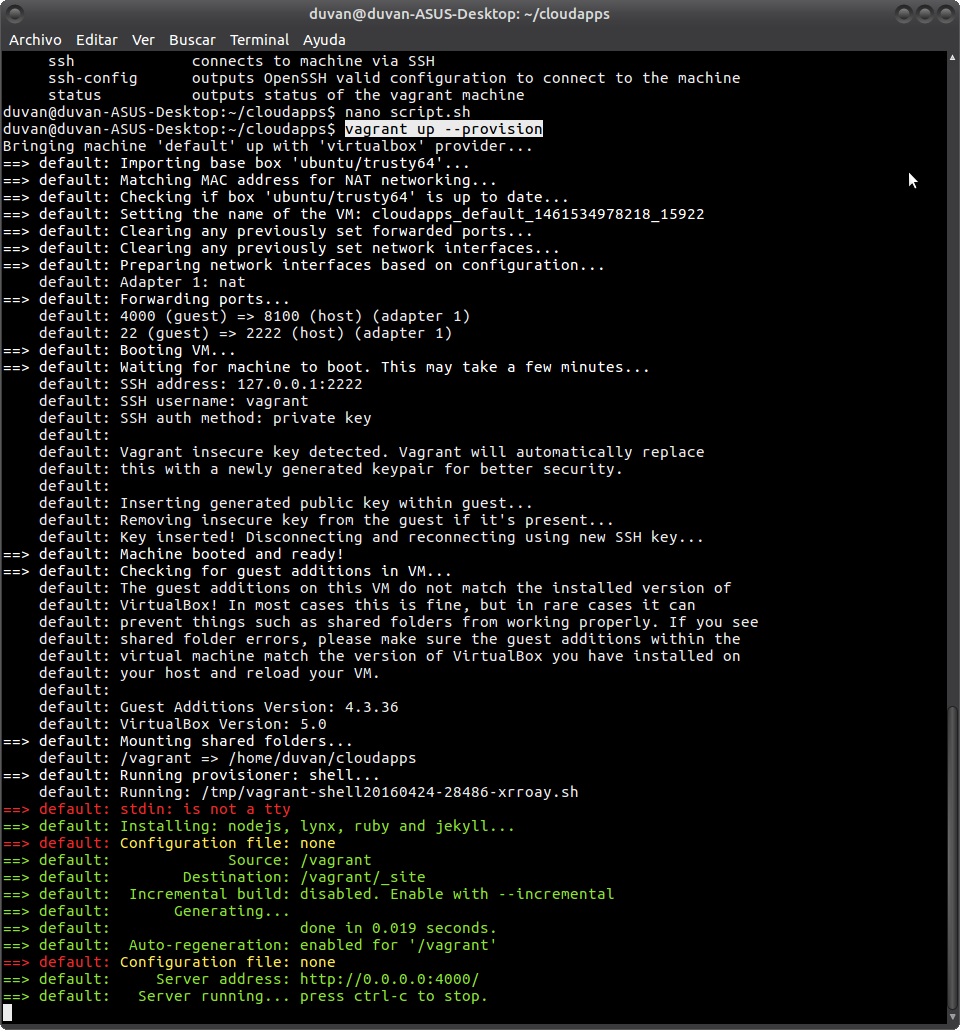 duvan@duvan-ASUS-Desktop: ~/cloudapps
Archivo Editar Ver Buscar Terminal Ayuda
ssh connects to machine via SSH
ssh-config outputs OpenSSH valid configuration to connect to the machine
status outputs status of the vagrant machine
duvan@duvan-ASUS-Desktop:~/cloudapps$ nano script.sh
duvan@duvan-ASUS-Desktop:~/cloudapps$ vagrant up --provision
Bringing machine 'default' up with 'virtualbox' provider...
==> default: Importing base box 'ubuntu/trusty64'...
==> default: Matching MAC address for NAT networking...
==> default: Checking if box 'ubuntu/trusty64' is up to date...
==> default: Setting the name of the VM: cloudapps_default_1461534978218_15922
==> default: Clearing any previously set forwarded ports...
==> default: Clearing any previously set network interfaces...
==> default: Preparing network interfaces based on configuration...
default: Adapter 1: nat
==> default: Forwarding ports...
default: 4000 (guest) => 8100 (host) (adapter 1)
default: 22 (guest) => 2222 (host) (adapter 1)
==> default: Booting VM...
==> default: Waiting for machine to boot. This may take a few minutes...
default: SSH address: 127.0.0.1:2222
default: SSH username: vagrant
default: SSH auth method: private key
default:
default: Vagrant insecure key detected. Vagrant will automatically replace
default: this with a newly generated keypair for better security.
default:
default: Inserting generated public key within guest...
default: Removing insecure key from the guest if it's present...
default: Key inserted! Disconnecting and reconnecting using new SSH key...
==> default: Machine booted and ready!
==> default: Checking for guest additions in VM...
default: The guest additions on this VM do not match the installed version of
default: VirtualBox! In most cases this is fine, but in rare cases it can
default: prevent things such as shared folders from working properly. If you see
default: shared folder errors, please make sure the guest additions within the
default: virtual machine match the version of VirtualBox you have installed on
default: your host and reload your VM.
default:
default: Guest Additions Version: 4.3.36
default: VirtualBox Version: 5.0
==> default: Mounting shared folders...
default: /vagrant => /home/duvan/cloudapps
==> default: Running provisioner: shell...
default: Running: /tmp/vagrant-shell20160424-28486-xrroay.sh
==> default: stdin: is not a tty
==> default: Installing: nodejs, lynx, ruby and jekyll...
==> default: Configuration file: none
==> default: Source: /vagrant
==> default: Destination: /vagrant/_site
==> default: Incremental build: disabled. Enable with --incremental
==> default: Generating...
==> default: done in 0.019 seconds.
==> default: Auto-regeneration: enabled for '/vagrant'
==> default: Configuration file: none
==> default: Server address: http://0.0.0.0:4000/
==> default: Server running... press ctrl-c to stop.